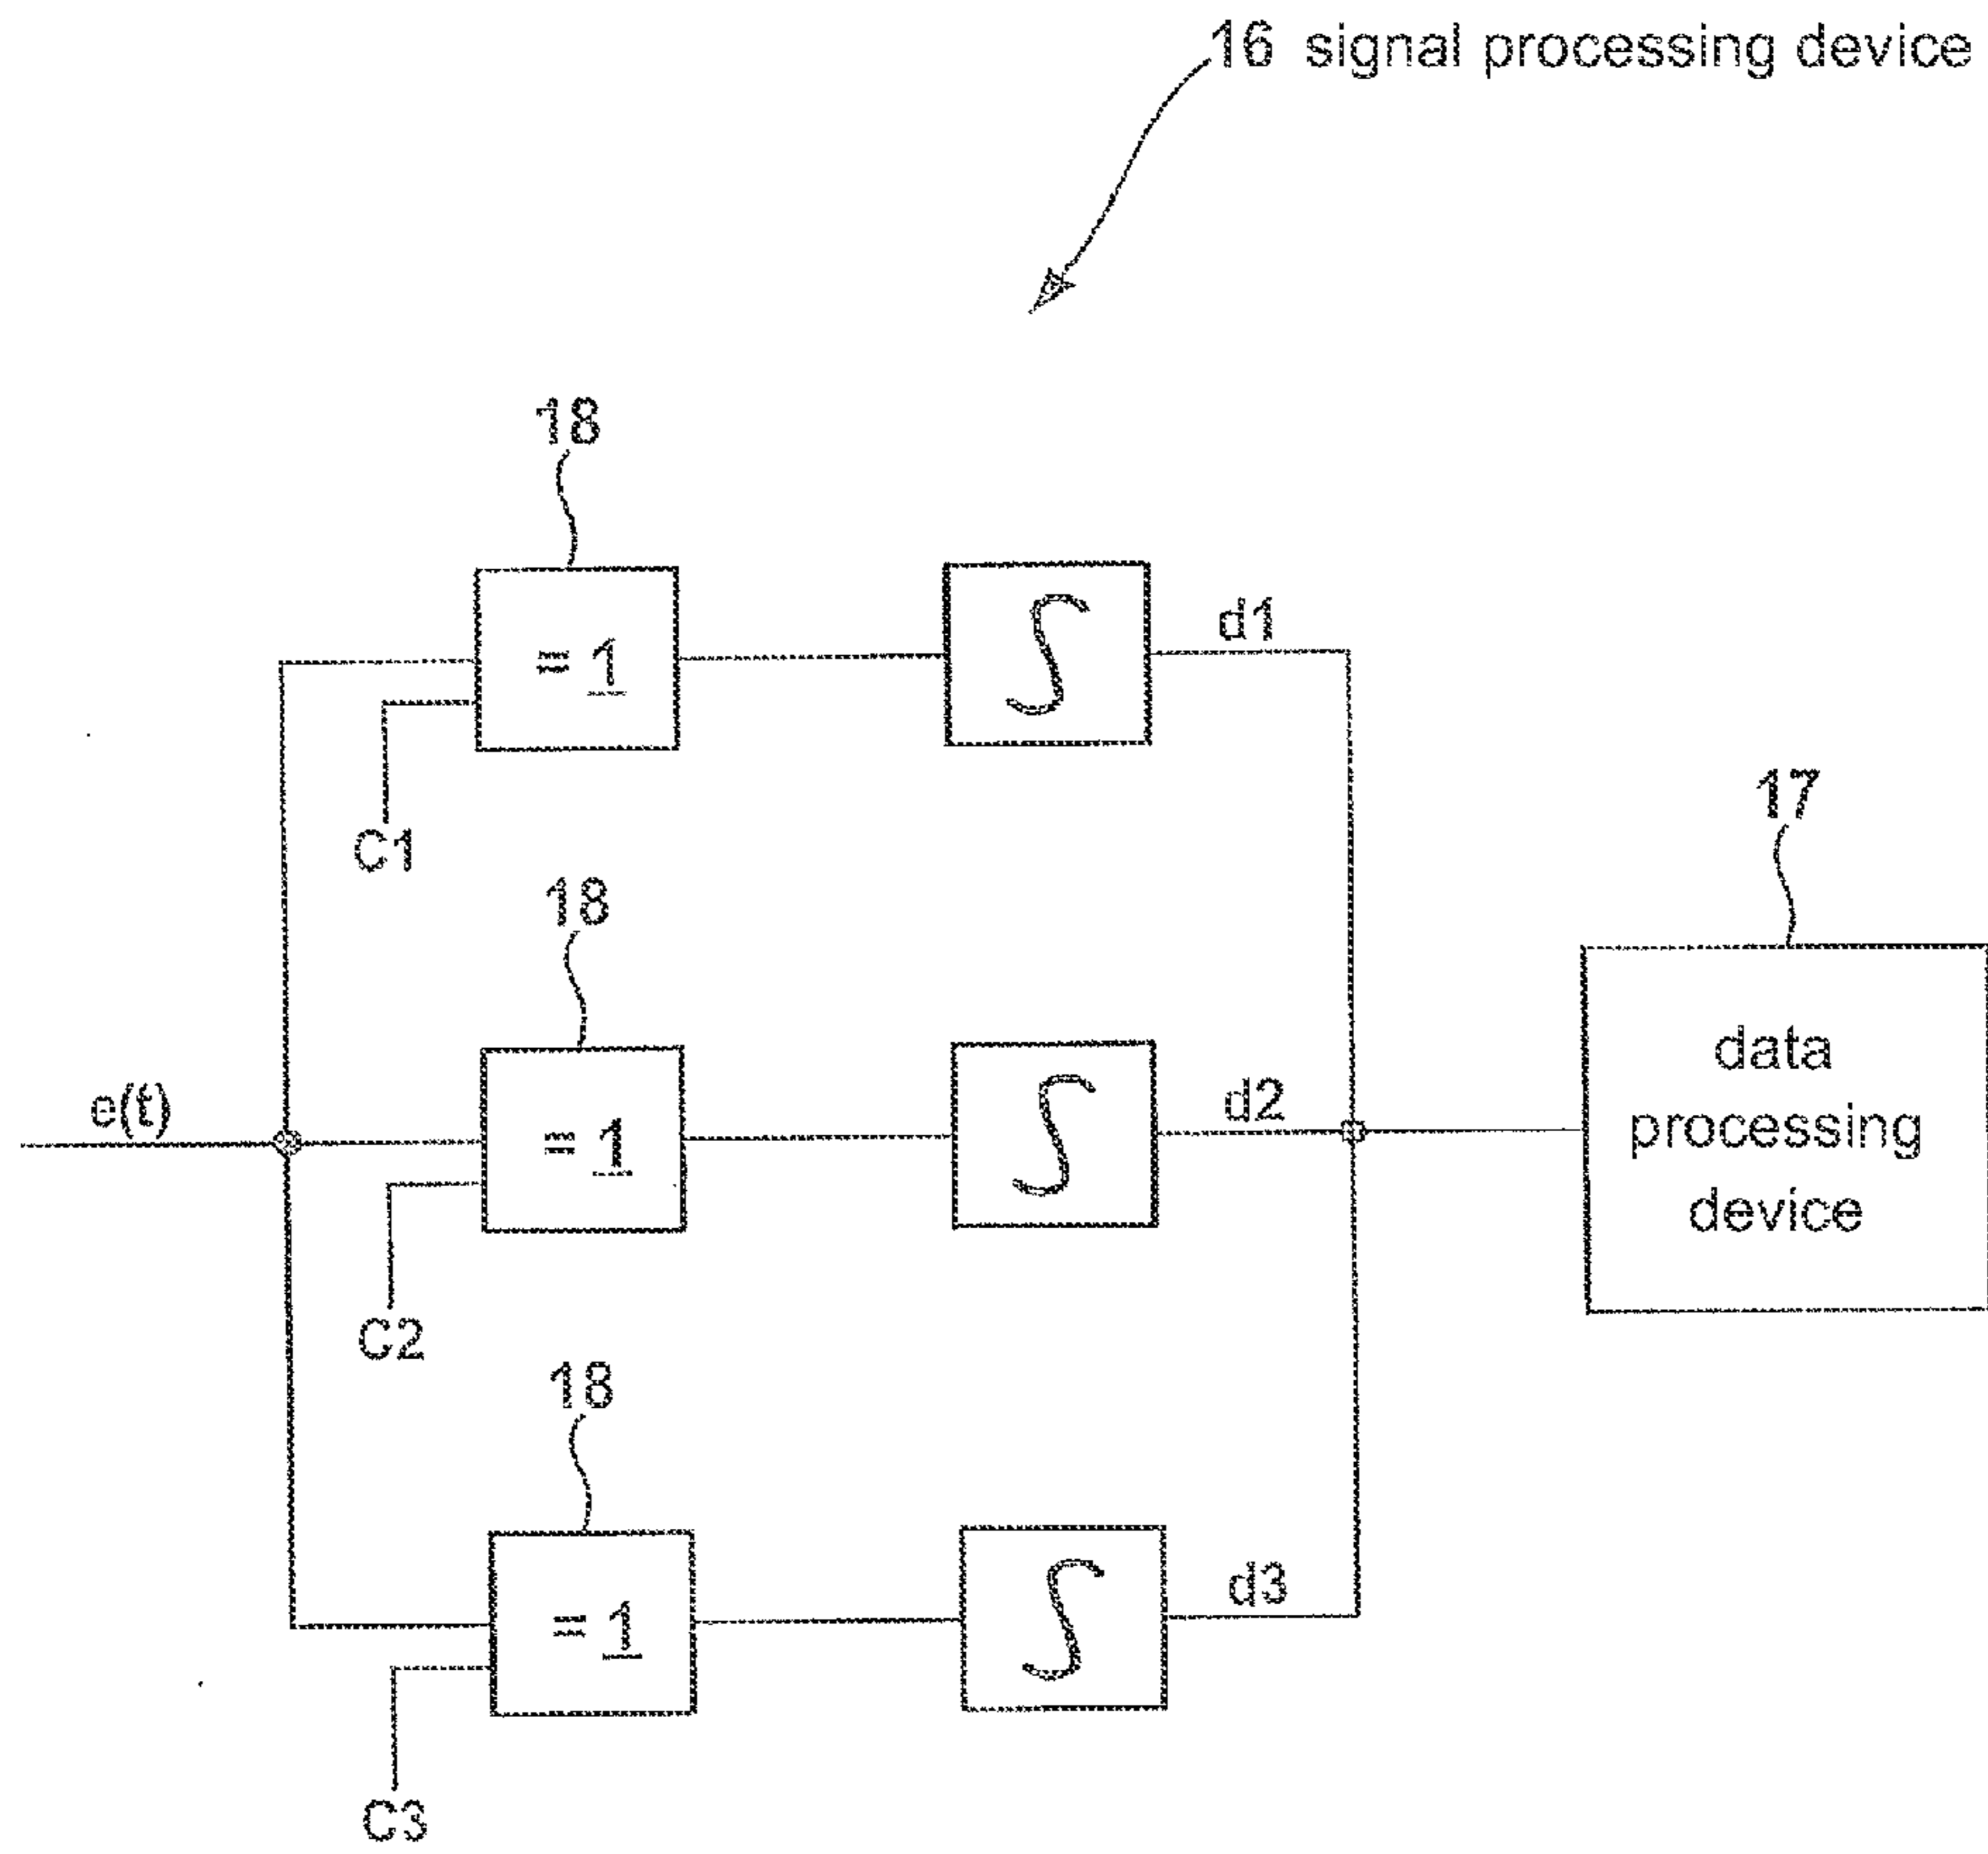 16 signal processing device
18
= 1
∫
d1
C1
17
18
e(t)
= 1
∫
d2
data
processing
device
C2
18
= 1
∫
d3
C3